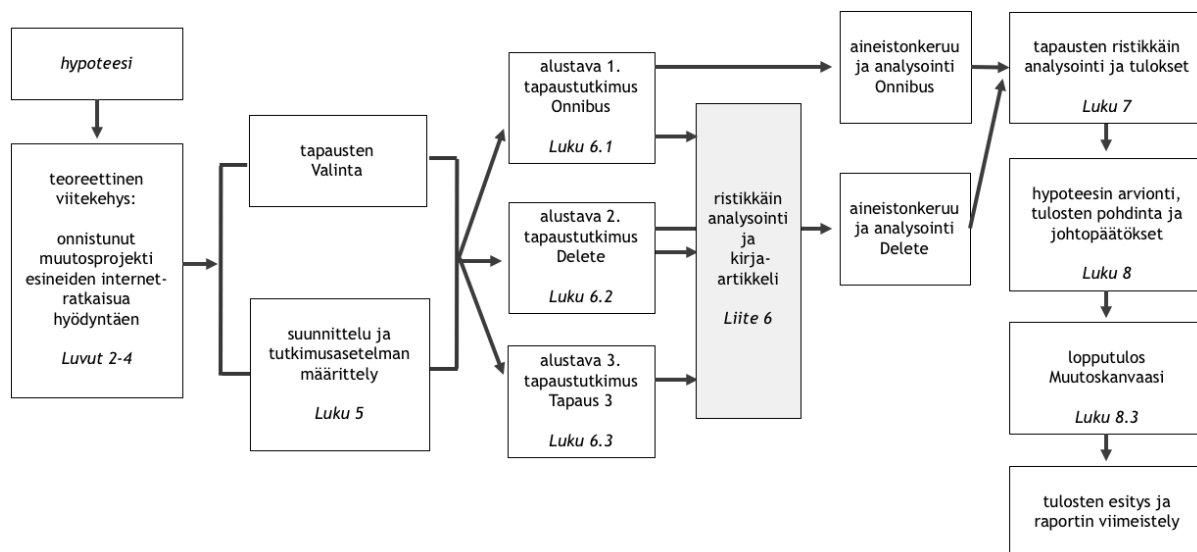 hypoteesi
teoreettinen
viitekehys:
onnistunut
muutosprojekti
esineiden internet-
ratkaisua
hyödyntäen
Luvut 2-4
tapausten
Valinta
suunnittelu ja
tutkimusasetelman
määrittely
Luku 5
alustava 1.
tapaustutkimus
Onnibus
Luku 6.1
alustava 2.
tapaustutkimus
Delete
Luku 6.2
alustava 3.
tapaustutkimus
Tapaus 3
Luku 6.3
ristikkäin
analysointi
ja
kirja-
artikkeli
Liite 6
aineistonkeruu
ja analysointi
Onnibus
aineistonkeruu
ja analysointi
Delete
tapausten ristikkäin
analysointi ja tulokset
Luku 7
hypoteesin arvionti,
tulosten pohdinta ja
johtopäätökset
Luku 8
lopputulos
Muutoskanvaasi
Luku 8.3
tulosten esitys ja
raportin viimeistely